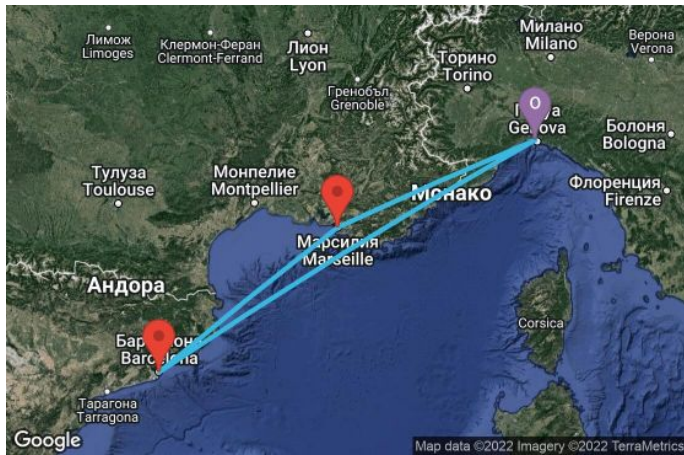 Лимож
Limoges
Клермон-Феран
Clermont-Ferrand
Лион
Lyon
Милано
Milano
Верона
Verona
Торино
Torino
Гренобъл
Grenoble
O
Genova
Болоня
Bologna
Тулуза
Toulouse
Монпелие
Montpellier
Монако
Флоренция
Firenze
Марсилия
Marseille
Андора
Corsica
Barcelona
Тарагона
Tarragona
Google
Map data ©2022 Imagery ©2022 TerraMetrics